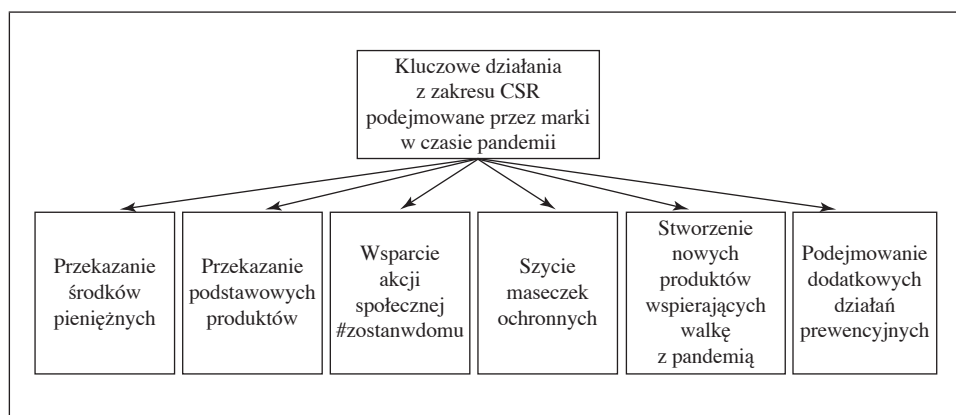 Kluczowe działania
z zakresu CSR
podejmowane przez marki
w czasie pandemii
Przekazanie
środków
pieniężnych
Przekazanie
podstawowych
produktów
Wsparcie
akcji
społecznej
#zostanwdomu
Szycie
maseczek
ochronnych
Stworzenie
nowych
produktów
wspierających
walkę
z pandemią
Podejmowanie
dodatkowych
działań
prewencyjnych